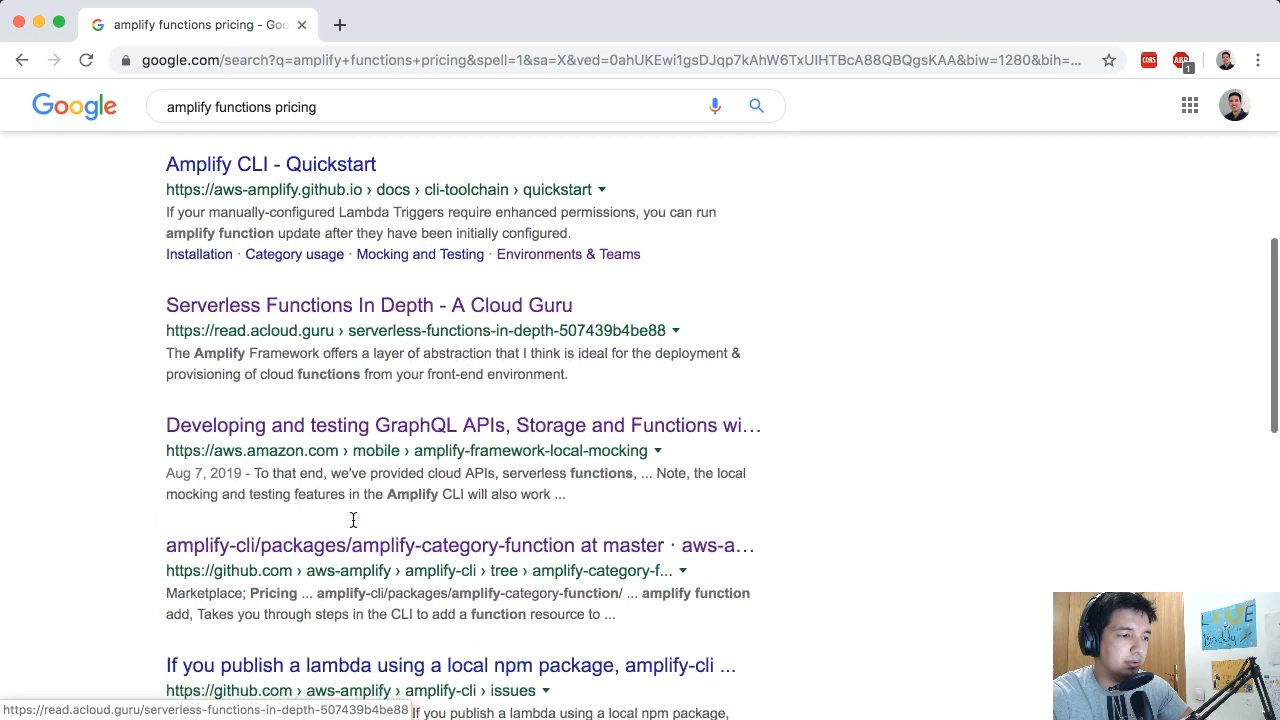 amplify functions pricing - Goo
google.com/search?q=amplify+functions+pricing&spell=1&sa=X&ved=0ahUKEwi1gsDJqp7kAhW6TxUIHTBcA88QBQgsKAA&biw=1280&bih=...
CORS
ABP
1
Google
amplify functions pricing
Amplify CLI - Quickstart
https://aws-amplify.github.io › docs › cli-toolchain › quickstart
If your manually-configured Lambda Triggers require enhanced permissions, you can run
amplify function update after they have been initially configured.
Installation · Category usage · Mocking and Testing · Environments & Teams
Serverless Functions In Depth - A Cloud Guru
https://read.acloud.guru › serverless-functions-in-depth-507439b4be88
The Amplify Framework offers a layer of abstraction that I think is ideal for the deployment &
provisioning of cloud functions from your front-end environment.
Developing and testing GraphQL APIs, Storage and Functions wi...
https://aws.amazon.com › mobile › amplify-framework-local-mocking
Aug 7, 2019 - To that end, we've provided cloud APIs, serverless functions, ... Note, the local
mocking and testing features in the Amplify CLI will also work ...
amplify-cli/packages/amplify-category-function at master · aws-a...
https://github.com › aws-amplify › amplify-cli › tree › amplify-category-f...
Marketplace; Pricing ... amplify-cli/packages/amplify-category-function/ ... amplify function
add, Takes you through steps in the CLI to add a function resource to ...
If you publish a lambda using a local npm package, amplify-cli ...
https://github.com › aws-amplify › amplify-cli › issues
If you publish a lambda using a local npm package,
https://read.acloud.guru/serverless-functions-in-depth-507439b4be88
LOVE
Daddy